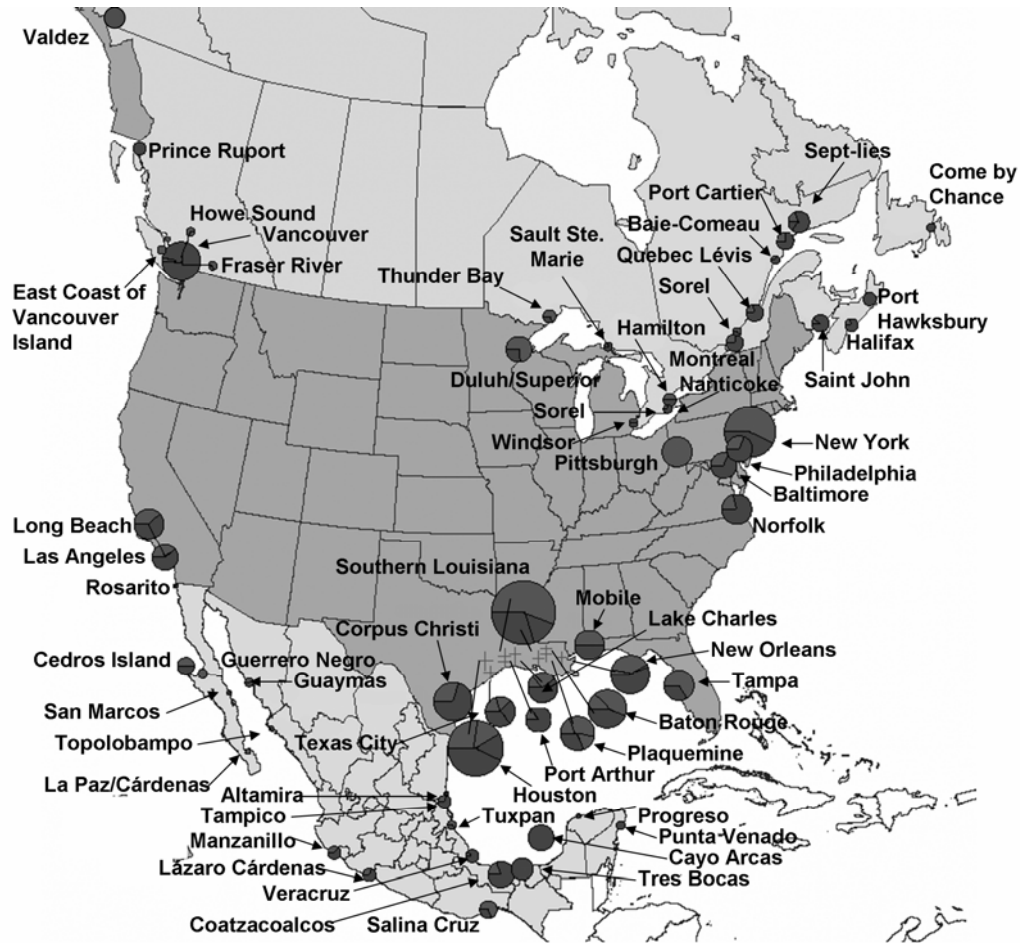 Valdez
Prince Ruport
Sept-lies
Come by
Chance
Port Cartier
Baie-Comeau
Howe Sound
Vancouver
Sault Ste.
Marie
Quebec Lévis
Fraser River
Thunder Bay
Sorel
East Coast of
Vancouver
Island
Port
Hawksbury
Hamilton
Halifax
Montreal
Duluh/Superior
Nanticoke
Saint John
Sorel
Windsor
New York
Pittsburgh
Philadelphia
Baltimore
Long Beach
Norfolk
Las Angeles
Southern Louisiana
Rosarito
Mobile
Lake Charles
Corpus Christi
New Orleans
Cedros Island
Guerrero Negro
Guaymas
Tampa
San Marcos
Baton Rouge
Topolobampo
Texas City
Plaquemine
Port Arthur
La Paz/Cárdenas
Houston
Altamira
Tampico
Tuxpan
Progreso
Manzanillo
Punta Venado
Cayo Arcas
Lázaro Cárdenas
Tres Bocas
Veracruz
Coatzacoalcos
Salina Cruz